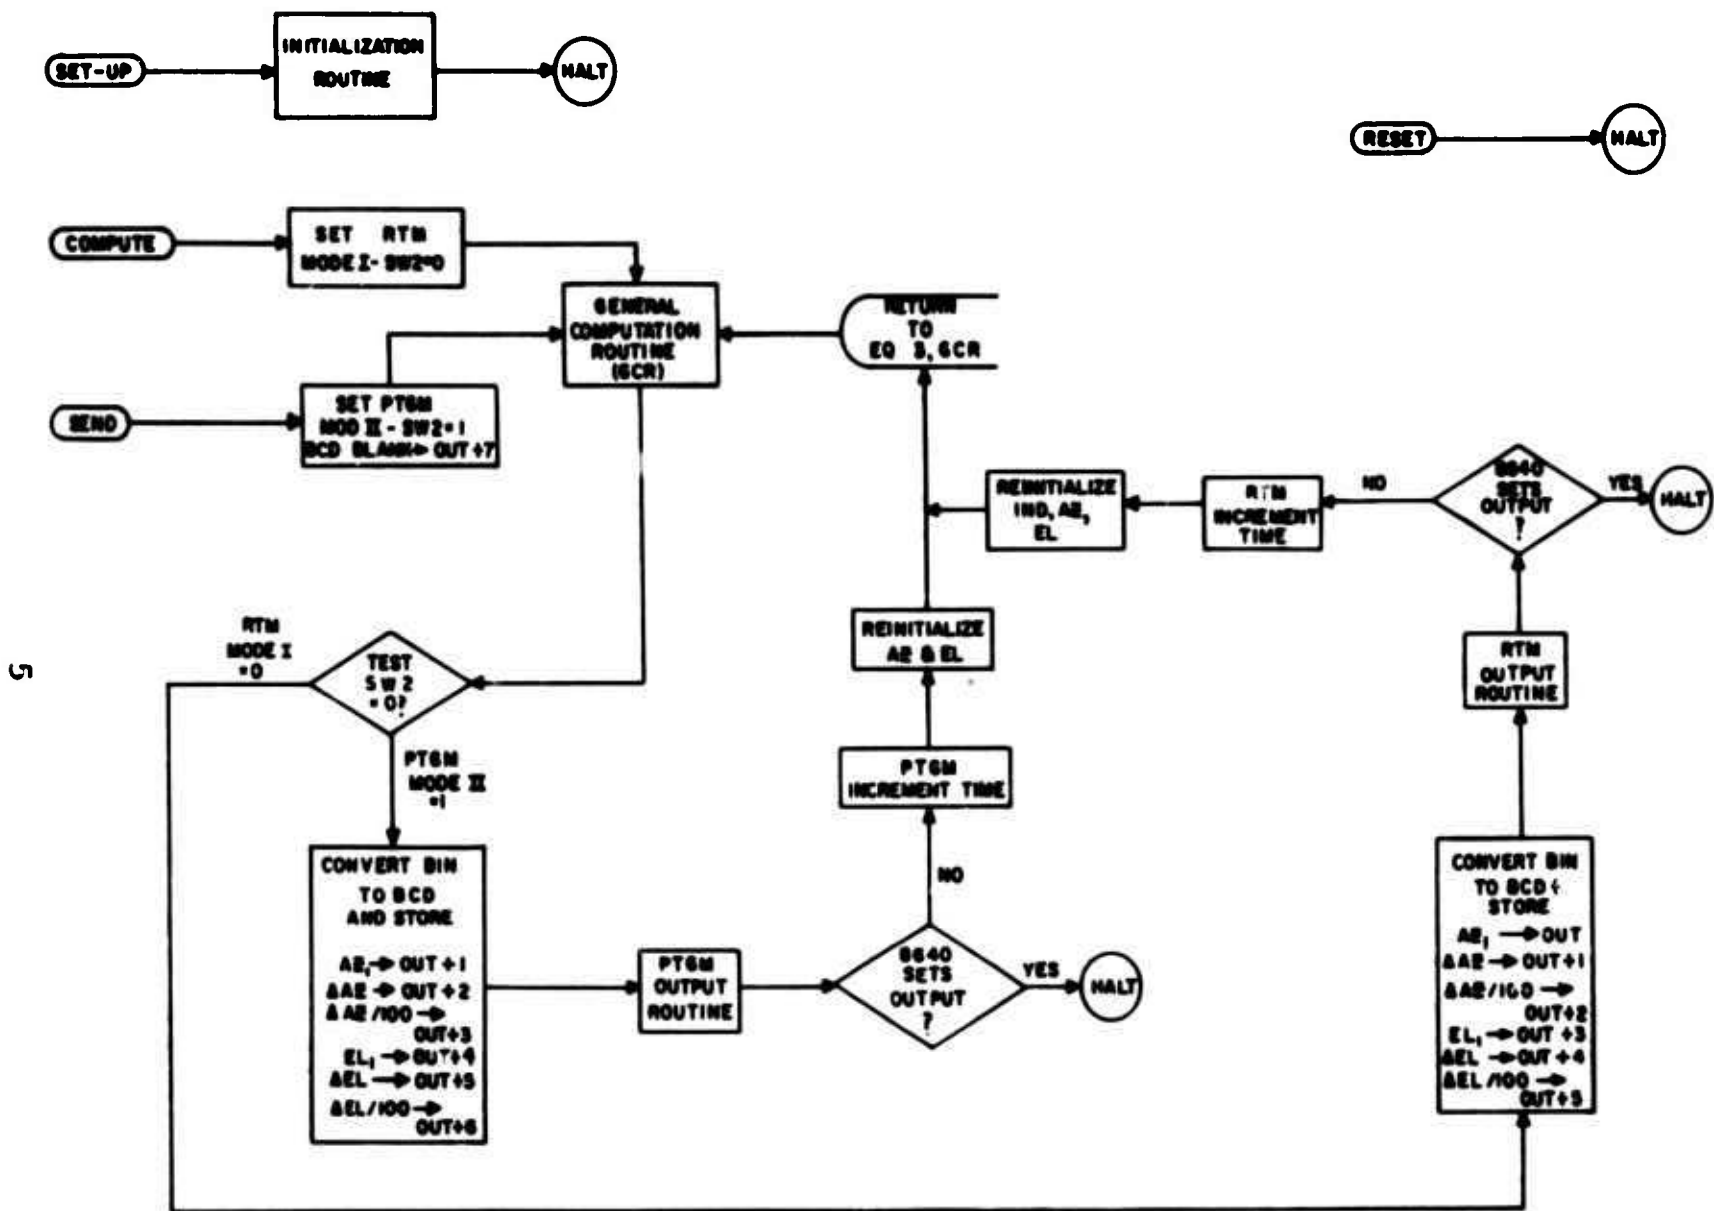 INITIALIZATION
ROUTINE
SET-UP
HALT
RESET
HALT
COMPUTE
SET RTM
MODE I - SW2=0
GENERAL
COMPUTATION
ROUTINE
(GCR)
RETURN
TO
EQ 3, GCR
SEND
SET PTGM
MOD II - SW2=1
BCD BLANK→ OUT+7
REINITIALIZE
IND, AZ,
EL
RTM
INCREMENT
TIME
NO
8640
SETS
OUTPUT
?
YES
HALT
RTM
MODE I
=0
TEST
SW2
=0?
PTGM
MODE II
=1
REINITIALIZE
AZ & EL
RTM
OUTPUT
ROUTINE
PTGM
INCREMENT TIME
NO
CONVERT BIN
TO BCD
AND STORE
AZ₁→ OUT+1
ΔAZ → OUT+2
ΔAZ/100 →
OUT+3
EL₁ → OUT+4
ΔEL → OUT+5
ΔEL/100 →
OUT+6
PTGM
OUTPUT
ROUTINE
8640
SETS
OUTPUT
?
YES
HALT
CONVERT BIN
TO BCD +
STORE
AZ₁ → OUT
ΔAZ → OUT+1
ΔAZ/100 →
OUT+2
EL₁ → OUT+3
ΔEL → OUT+4
ΔEL/100 →
OUT+5
5